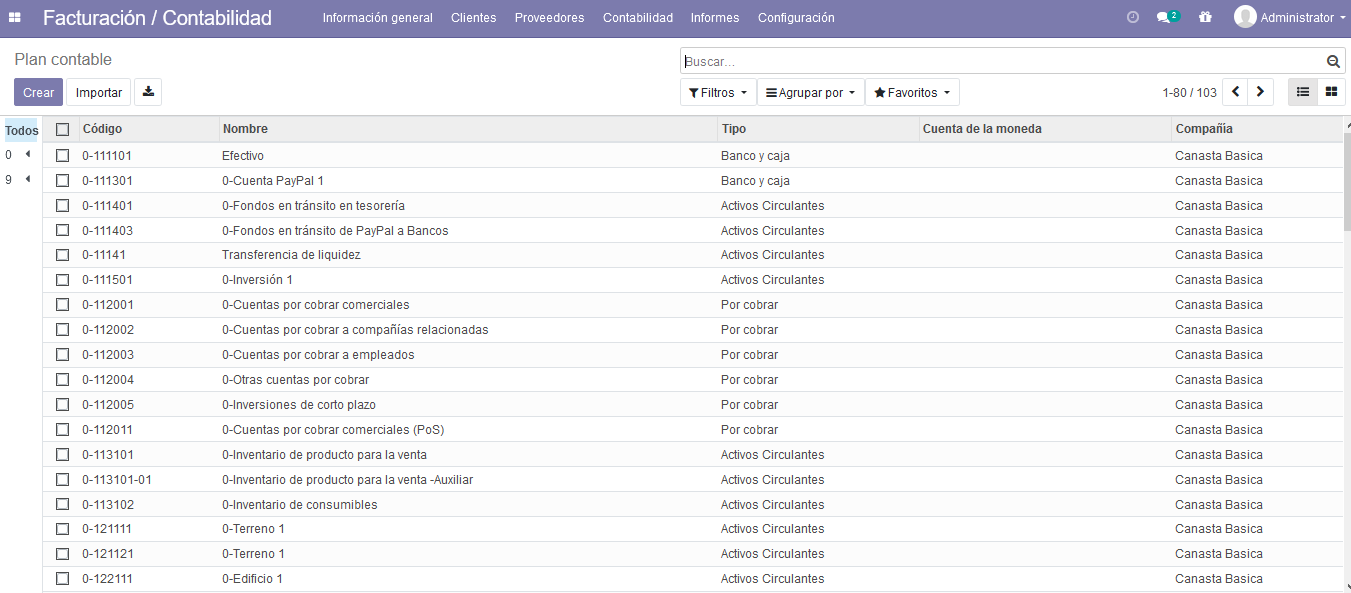 Facturación / Contabilidad Información general Clientes Proveedores Contabilidad Informes Configuración 2 Administrator
Plan contable Buscar...
Crear Importar Filtros Agrupar por Favoritos 1-80 / 103
Todos Código Nombre Tipo Cuenta de la moneda Compañía
0 0-111101 Efectivo Banco y caja Canasta Basica
9 0-111301 0-Cuenta PayPal 1 Banco y caja Canasta Basica
0-111401 0-Fondos en tránsito en tesorería Activos Circulantes Canasta Basica
0-111403 0-Fondos en tránsito de PayPal a Bancos Activos Circulantes Canasta Basica
0-11141 Transferencia de liquidez Activos Circulantes Canasta Basica
0-111501 0-Inversión 1 Activos Circulantes Canasta Basica
0-112001 0-Cuentas por cobrar comerciales Por cobrar Canasta Basica
0-112002 0-Cuentas por cobrar a compañías relacionadas Por cobrar Canasta Basica
0-112003 0-Cuentas por cobrar a empleados Por cobrar Canasta Basica
0-112004 0-Otras cuentas por cobrar Por cobrar Canasta Basica
0-112005 0-Inversiones de corto plazo Por cobrar Canasta Basica
0-112011 0-Cuentas por cobrar comerciales (PoS) Por cobrar Canasta Basica
0-113101 0-Inventario de producto para la venta Activos Circulantes Canasta Basica
0-113101-01 0-Inventario de producto para la venta -Auxiliar Activos Circulantes Canasta Basica
0-113102 0-Inventario de consumibles Activos Circulantes Canasta Basica
0-121111 0-Terreno 1 Activos Circulantes Canasta Basica
0-121121 0-Terreno 1 Activos Circulantes Canasta Basica
0-122111 0-Edificio 1 Activos Circulantes Canasta Basica